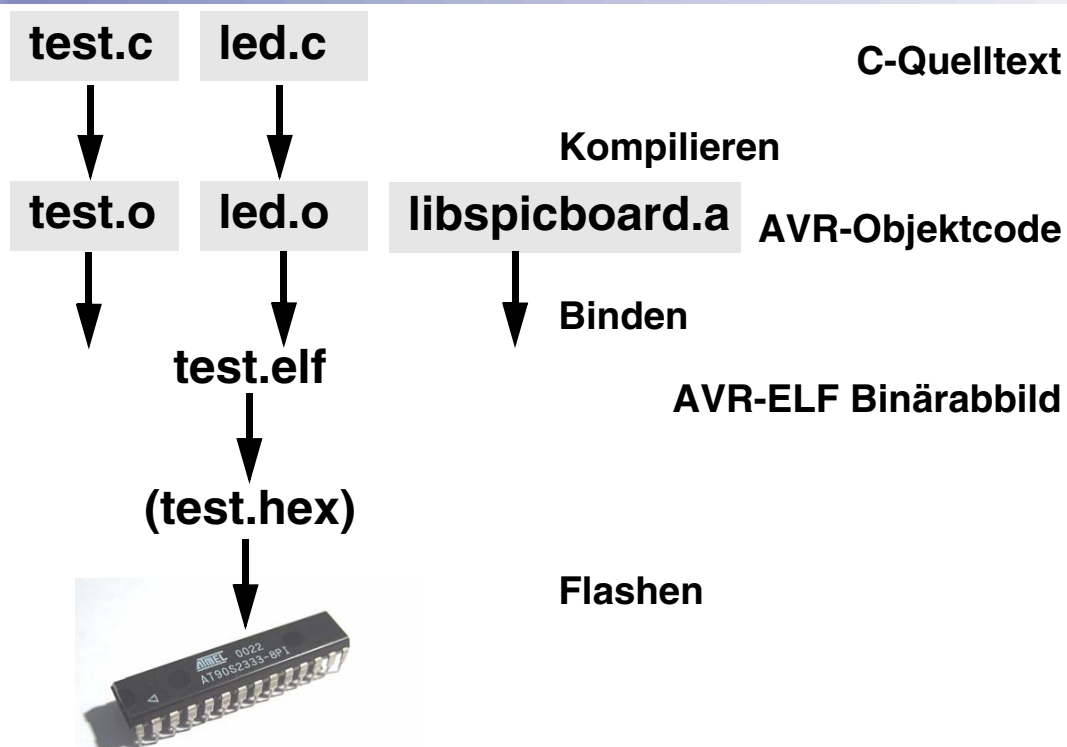 test.c led.c
C-Quelltext
Kompilieren
test.o led.o libspicboard.a AVR-Objektcode
Binden
test.elf
AVR-ELF Binärabbild
(test.hex)
Flashen
ATMEL 0022
AT90S2333-8PI